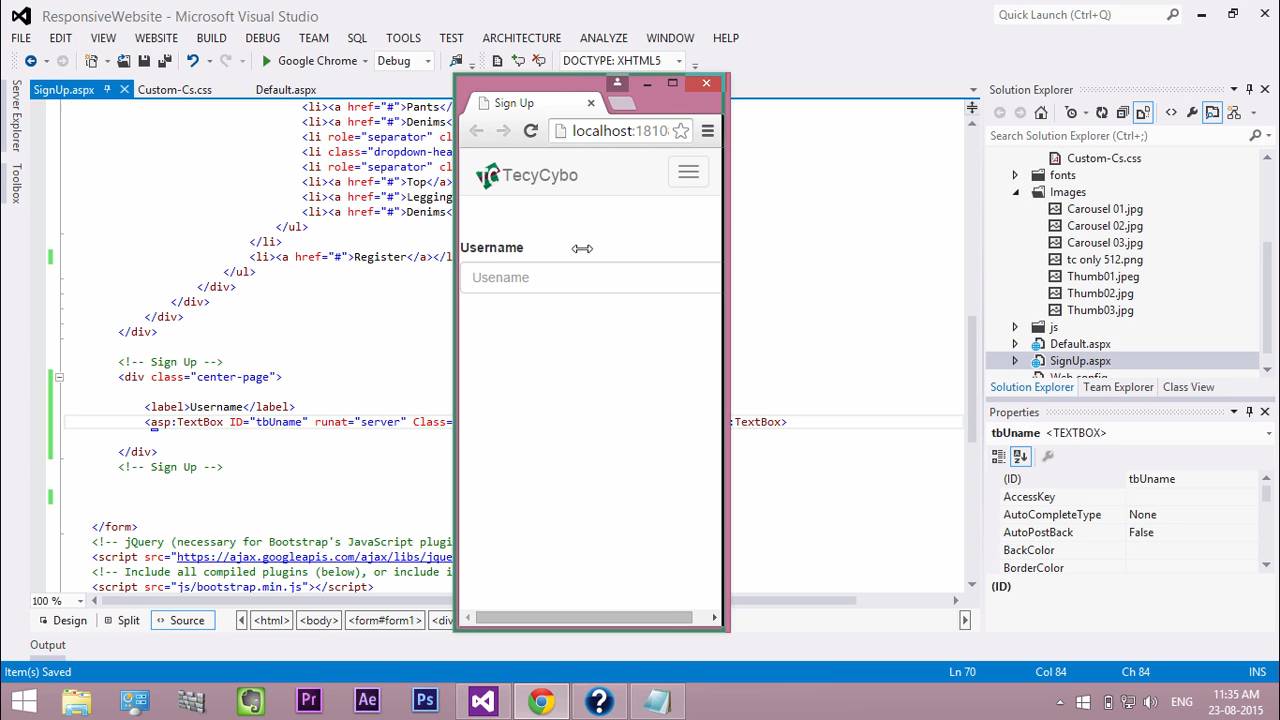 ResponsiveWebsite - Microsoft Visual Studio
Quick Launch (Ctrl+Q)
FILE EDIT VIEW WEBSITE BUILD DEBUG TEAM SQL TOOLS TEST ARCHITECTURE ANALYZE WINDOW HELP
Google Chrome Debug DOCTYPE: XHTML5
SignUp.aspx Custom-Cs.css Default.aspx
Server Explorer
Toolbox
<li><a href="#">Pants</
<li><a href="#">Denims<
<li role="separator" cl
<li class="dropdown-hea
<li role="separator" cl
<li><a href="#">Top</a>
<li><a href="#">Legging
<li><a href="#">Denims<
</ul>
</li>
<li><a href="#">Register</a></l
</ul>
</div>
</div>
</div>
</div>
<!-- Sign Up -->
<div class="center-page">
<label>Username</label>
<asp:TextBox ID="tbUname" runat="server" Class= :TextBox>
</div>
<!-- Sign Up -->
</form>
<!-- jQuery (necessary for Bootstrap's JavaScript plugi
<script src="https://ajax.googleapis.com/ajax/libs/jque
<!-- Include all compiled plugins (below), or include i
<script src="js/bootstrap.min.js"></script>
100 %
Design Split Source <html> <body> <form#form1> <div
Output
Sign Up
localhost:1810
TecyCybo
Username
Usename
Solution Explorer
Search Solution Explorer (Ctrl+;)
Custom-Cs.css
fonts
Images
Carousel 01.jpg
Carousel 02.jpg
Carousel 03.jpg
tc only 512.png
Thumb01.jpeg
Thumb02.jpg
Thumb03.jpg
js
Default.aspx
SignUp.aspx
Web.config
Solution Explorer Team Explorer Class View
Properties
tbUname <TEXTBOX>
(ID) tbUname
AccessKey
AutoCompleteType None
AutoPostBack False
BackColor
BorderColor
(ID)
Item(s) Saved Ln 70 Col 84 Ch 84 INS
Pr Ae Ps
ENG
11:35 AM
23-08-2015